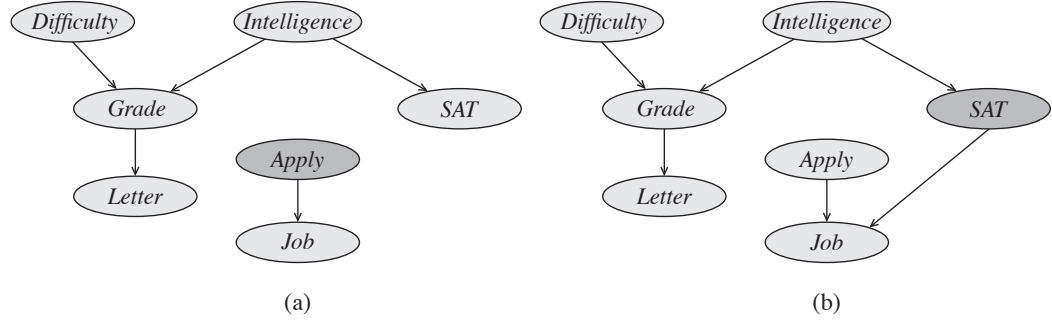 Difficulty Intelligence Difficulty Intelligence
Grade SAT Grade SAT
Apply Apply
Letter Letter
Job Job
(a) (b)